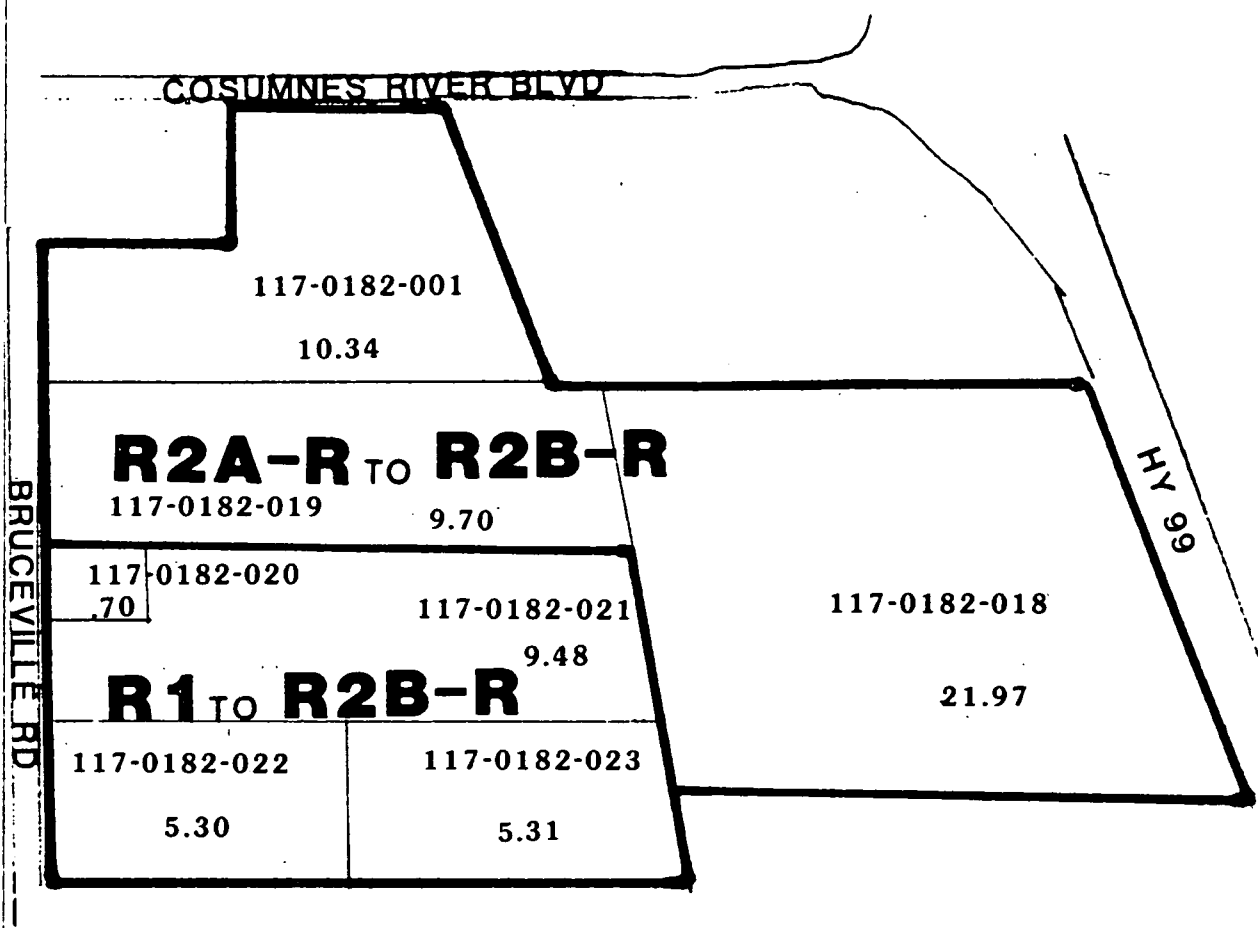 COSUMNES RIVER BLVD
117-0182-001
10.34
R2A-R TO R2B-R
117-0182-019
9.70
HY 99
BRUCEVILLE RD
117-0182-020
.70
117-0182-021
9.48
117-0182-018
21.97
R1 TO R2B-R
117-0182-022
117-0182-023
5.30
5.31